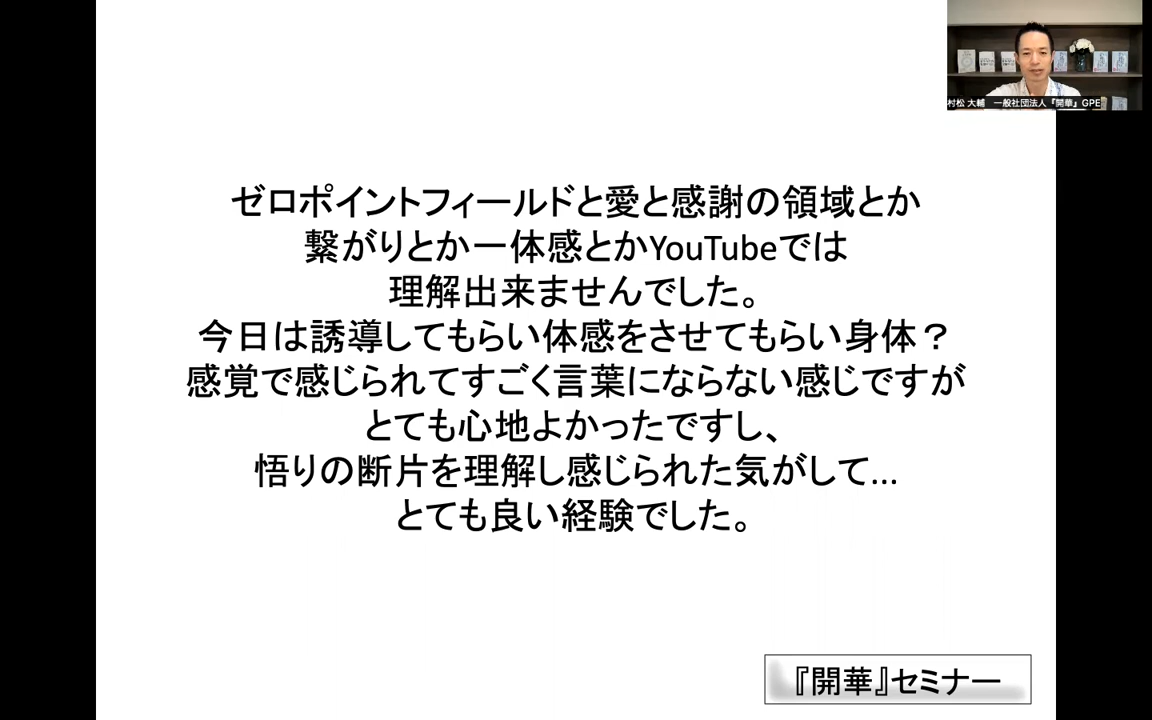 村松 大輔　一般社団法人『開華』GPE
ゼロポイントフィールドと愛と感謝の領域とか
繋がりとか一体感とかYouTubeでは
理解出来ませんでした。
今日は誘導してもらい体感をさせてもらい身体？
感覚で感じられてすごく言葉にならない感じですが
とても心地よかったですし、
悟りの断片を理解し感じられた気がして…
とても良い経験でした。
『開華』セミナー